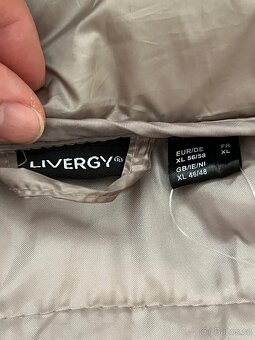 LIVERGY®
EUR/DE
XL 56/58
GB/IE/NI
XL 46/48
FR
XL